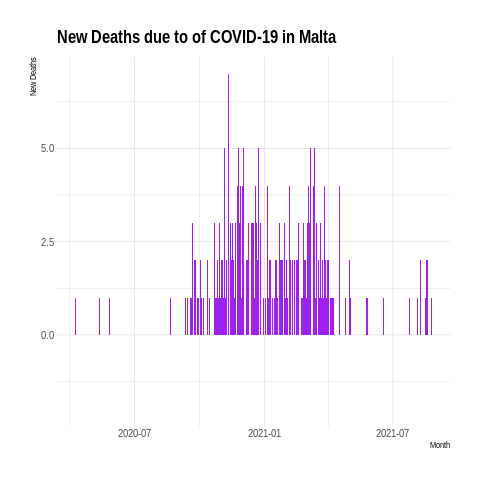 New Deaths due to of COVID-19 in Malta
New Deaths
5.0
2.5
0.0
2020-07 2021-01 2021-07
Month